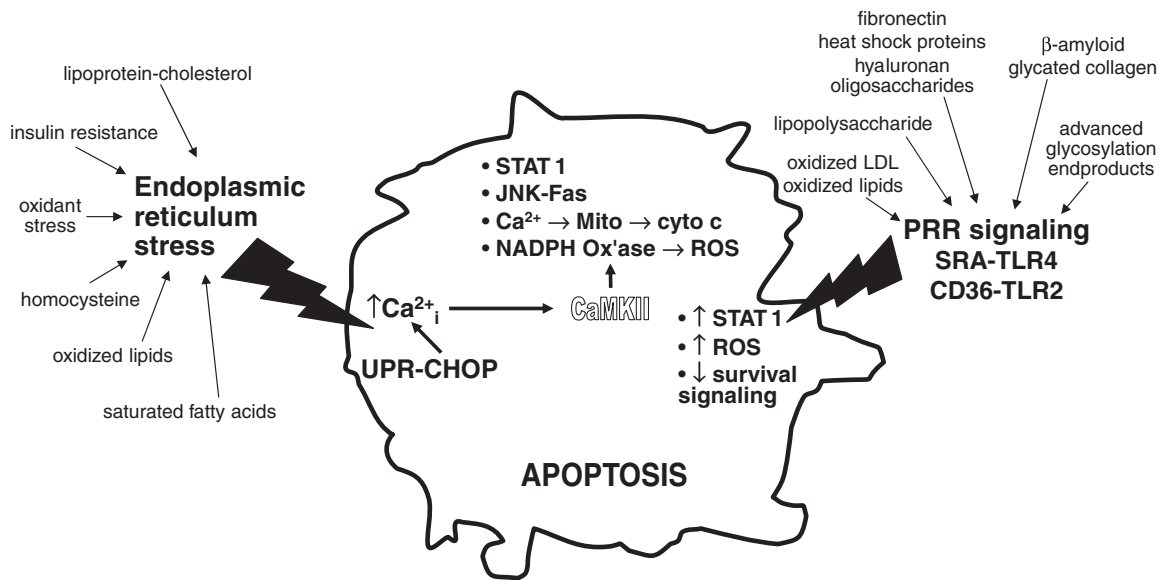 lipoprotein-cholesterol
insulin resistance
oxidant
stress
homocysteine
oxidized lipids
saturated fatty acids
Endoplasmic
reticulum
stress
• STAT 1
• JNK-Fas
• Ca²⁺ → Mito → cyto c
• NADPH Ox'ase → ROS
↑Ca²⁺ᵢ
CaMKII
UPR-CHOP
• ↑ STAT 1
• ↑ ROS
• ↓ survival
signaling
APOPTOSIS
fibronectin
heat shock proteins
hyaluronan
oligosaccharides
β-amyloid
glycated collagen
lipopolysaccharide
advanced
glycosylation
endproducts
oxidized LDL
oxidized lipids
PRR signaling
SRA-TLR4
CD36-TLR2